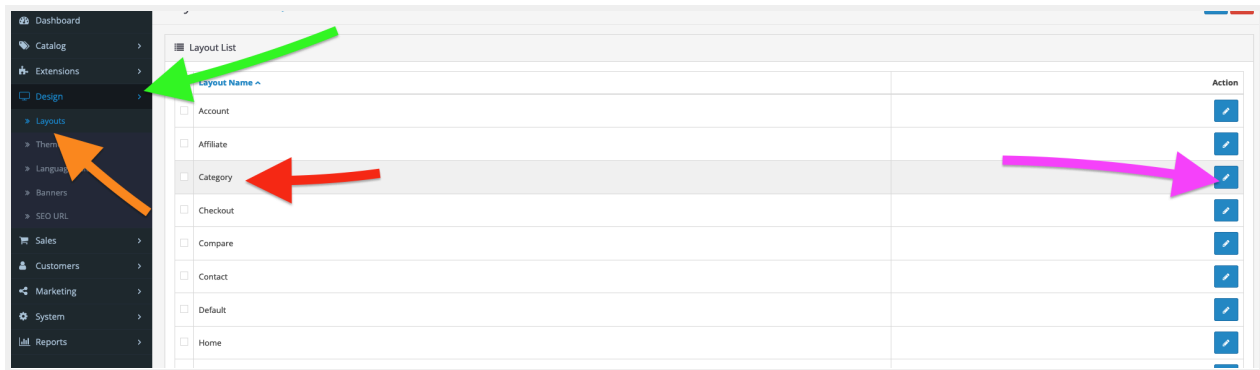 Dashboard
Catalog
Extensions
Design
Layouts
Languag
Banners
SEO URL
Sales
Customers
Marketing
System
Reports
Layout List
Layout Name
Action
Account
Affiliate
Category
Checkout
Compare
Contact
Default
Home